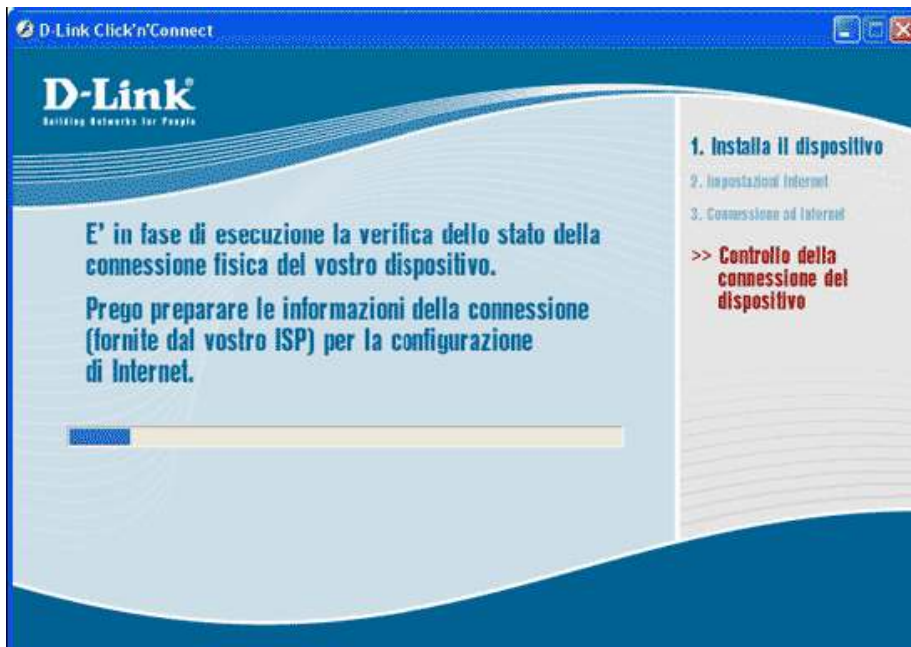 D-Link Click'n'Connect
D-Link®
Building Networks for People
1. Installa il dispositivo
2. Impostazioni Internet
3. Connessione ad Internet
>> Controllo della
connessione del
dispositivo
E' in fase di esecuzione la verifica dello stato della
connessione fisica del vostro dispositivo.
Prego preparare le informazioni della connessione
(fornite dal vostro ISP) per la configurazione
di Internet.